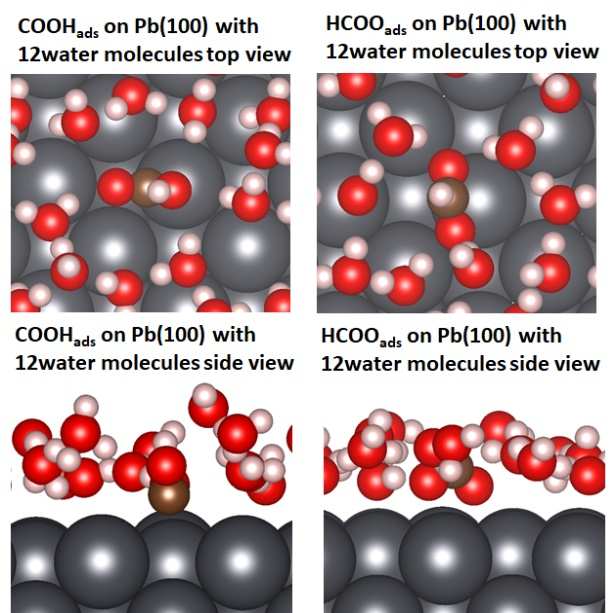 COOHads on Pb(100) with
12water molecules top view
HCOOads on Pb(100) with
12water molecules top view
COOHads on Pb(100) with
12water molecules side view
HCOOads on Pb(100) with
12water molecules side view